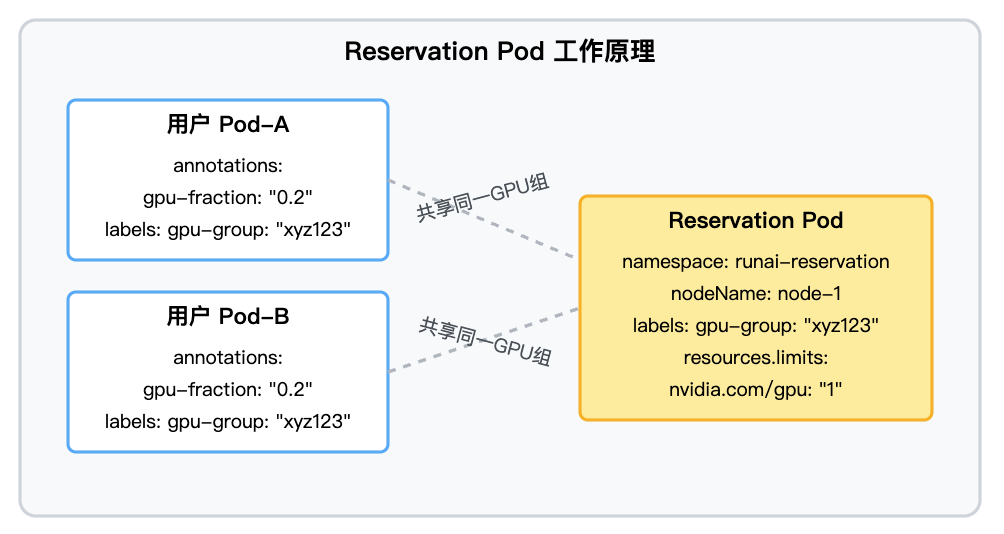 Reservation Pod 工作原理
用户 Pod-A
annotations:
gpu-fraction: "0.2"
labels: gpu-group: "xyz123"
共享同一GPU组
用户 Pod-B
annotations:
gpu-fraction: "0.2"
labels: gpu-group: "xyz123"
共享同一GPU组
Reservation Pod
namespace: runai-reservation
nodeName: node-1
labels: gpu-group: "xyz123"
resources.limits:
nvidia.com/gpu: "1"